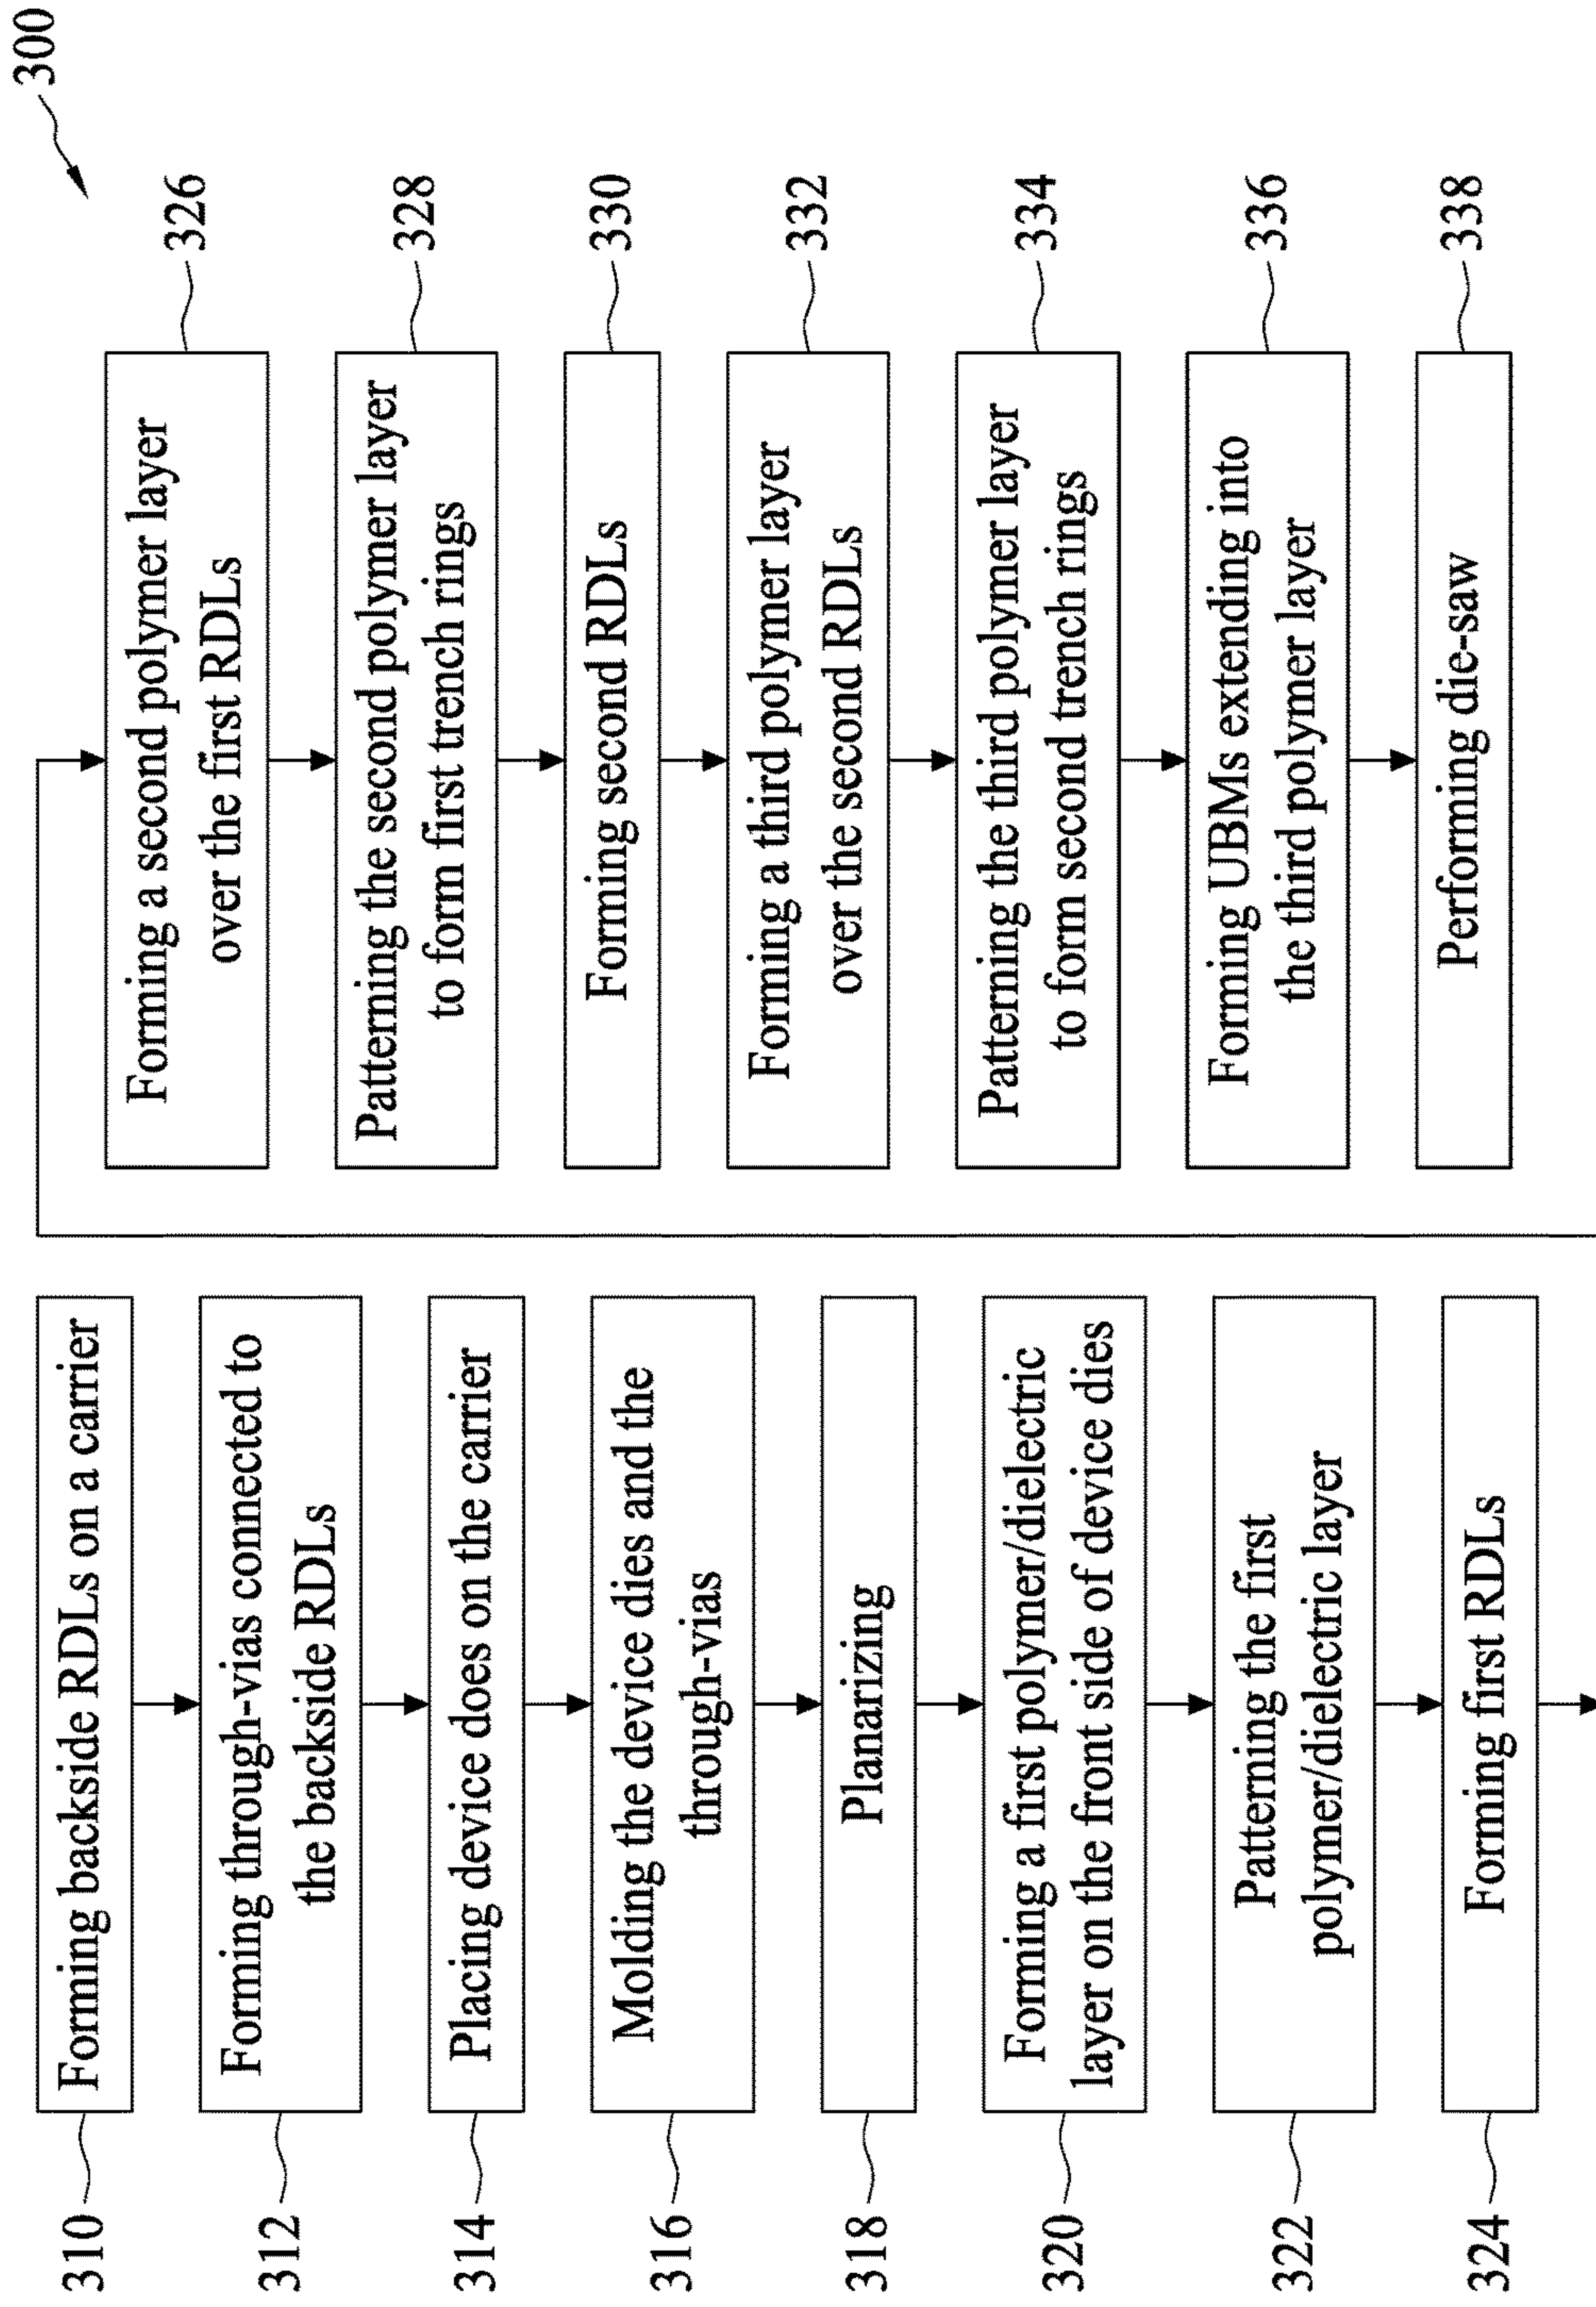 300
310
Forming backside RDLs on a carrier
312
Forming through-vias connected to
the backside RDLs
314
Placing device does on the carrier
316
Molding the device dies and the
through-vias
318
Planarizing
320
Forming a first polymer/dielectric
layer on the front side of device dies
322
Patterning the first
polymer/dielectric layer
324
Forming first RDLs
Forming a second polymer layer
over the first RDLs
326
Patterning the second polymer layer
to form first trench rings
328
Forming second RDLs
330
Forming a third polymer layer
over the second RDLs
332
Patterning the third polymer layer
to form second trench rings
334
Forming UBMs extending into
the third polymer layer
336
Performing die-saw
338